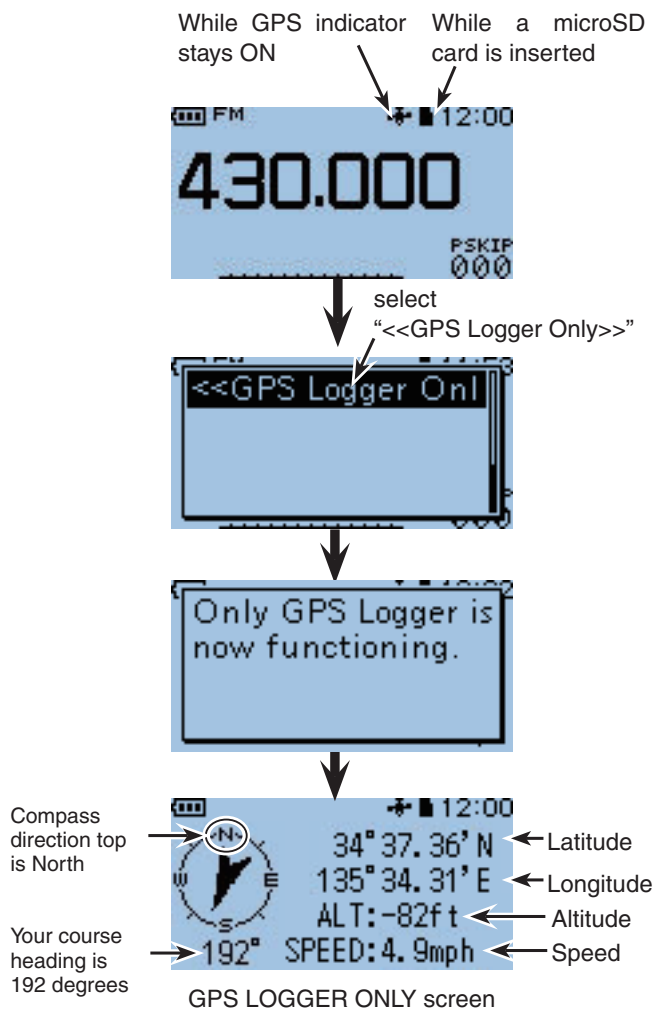 While GPS indicator stays ON
While a microSD card is inserted
FM 12:00
430.000
PSKIP
000
select
“<<GPS Logger Only>>”
<<GPS Logger Onl
Only GPS Logger is
now functioning.
12:00
Compass
direction top
is North
N
W E
S
34°37.36’N
Latitude
135°34.31’E
Longitude
ALT:-82ft
Altitude
Your course
heading is
192 degrees
192°
SPEED:4.9mph
Speed
GPS LOGGER ONLY screen